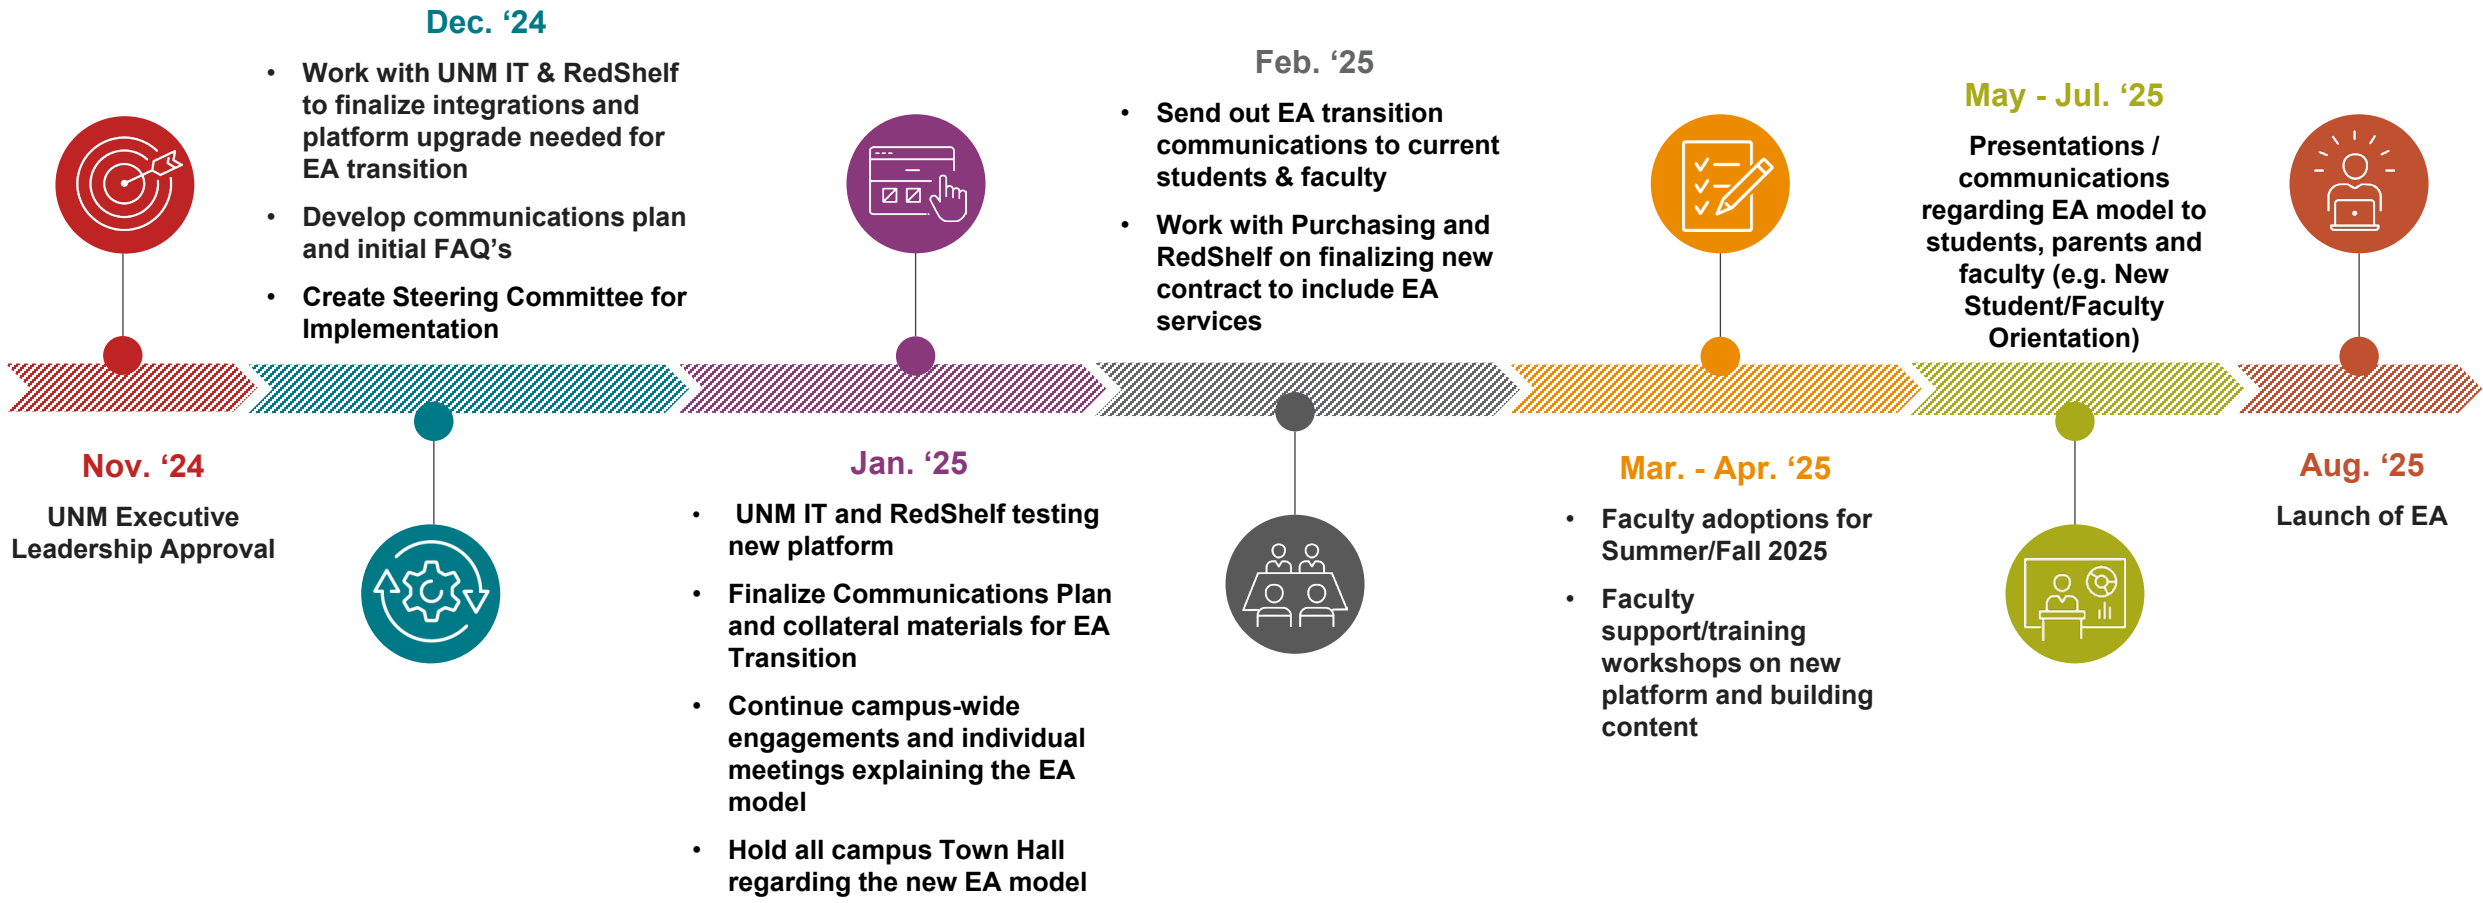 Nov. ‘24
UNM Executive
Leadership Approval
Dec. ‘24
• Work with UNM IT & RedShelf
to finalize integrations and
platform upgrade needed for
EA transition
• Develop communications plan
and initial FAQ’s
• Create Steering Committee for
Implementation
Jan. ‘25
• UNM IT and RedShelf testing
new platform
• Finalize Communications Plan
and collateral materials for EA
Transition
• Continue campus-wide
engagements and individual
meetings explaining the EA
model
• Hold all campus Town Hall
regarding the new EA model
Feb. ‘25
• Send out EA transition
communications to current
students & faculty
• Work with Purchasing and
RedShelf on finalizing new
contract to include EA
services
Mar. - Apr. ‘25
• Faculty adoptions for
Summer/Fall 2025
• Faculty
support/training
workshops on new
platform and building
content
May - Jul. ‘25
Presentations /
communications
regarding EA model to
students, parents and
faculty (e.g. New
Student/Faculty
Orientation)
Aug. ‘25
Launch of EA